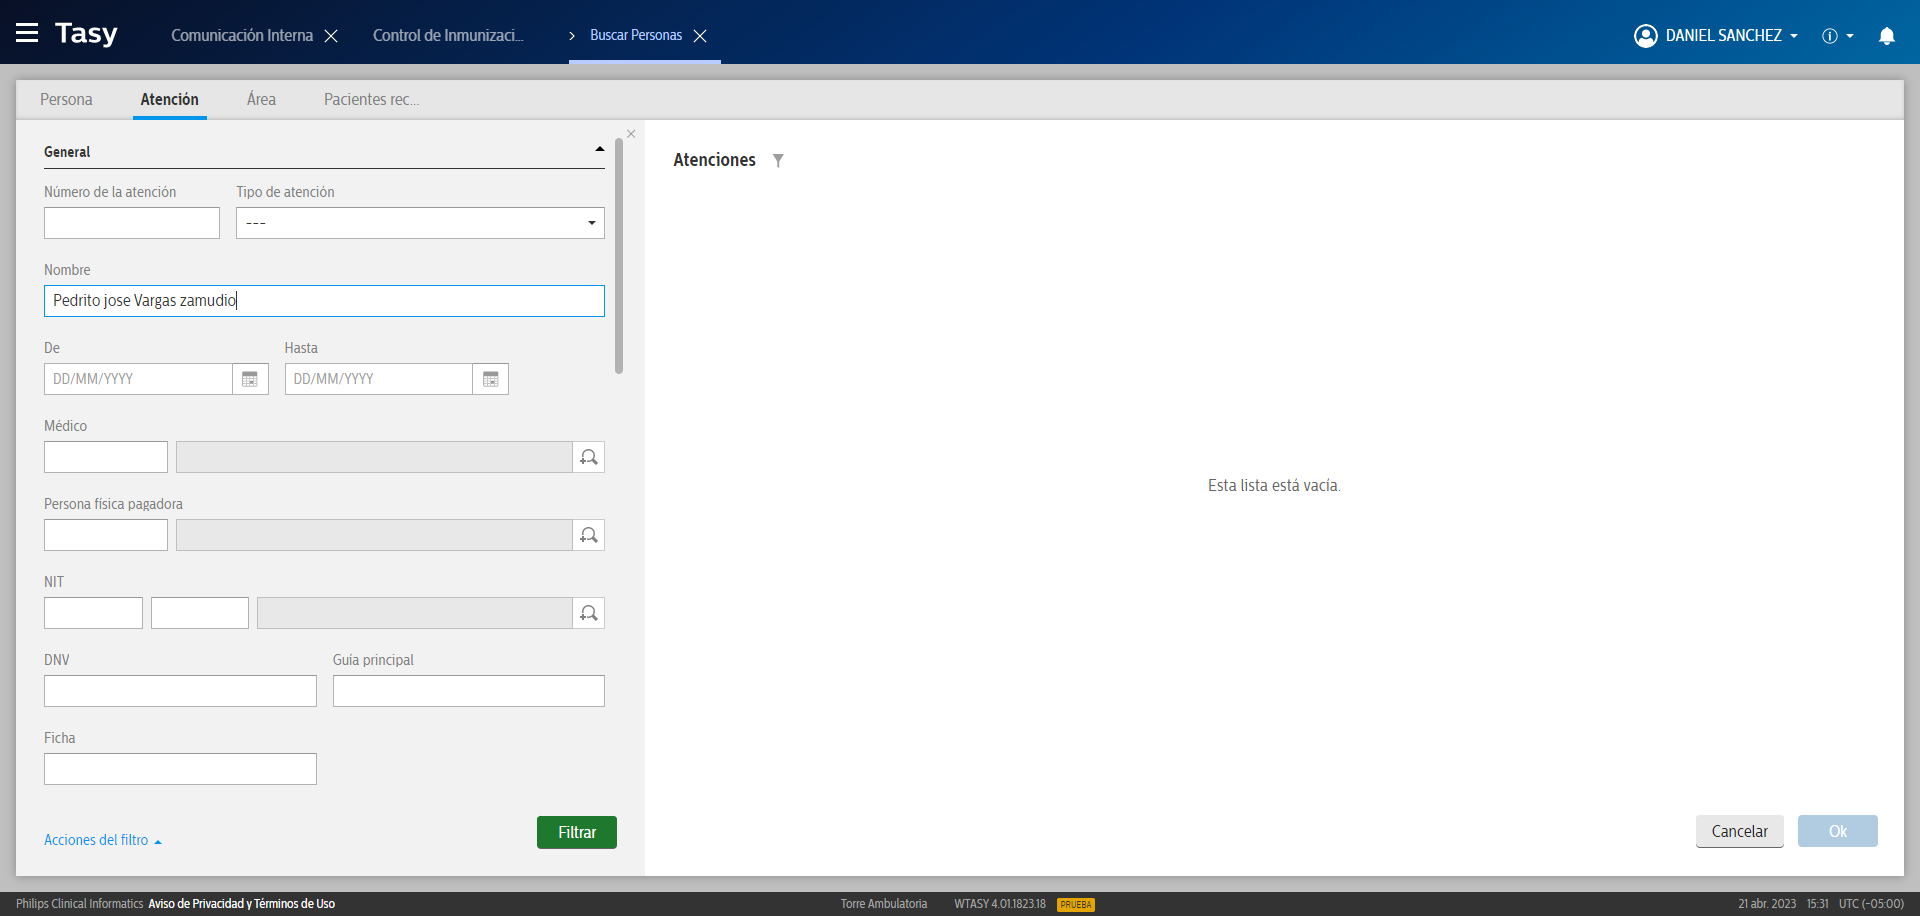 Tasy
Comunicación Interna
Control de Inmunizaci...
Buscar Personas
DANIEL SANCHEZ
Persona
Atención
Área
Pacientes rec...
General
Número de la atención
Tipo de atención
---
Nombre
Pedrito jose Vargas zamudio
De
Hasta
DD/MM/YYYY
DD/MM/YYYY
Médico
Persona física pagadora
NIT
DNV
Guía principal
Ficha
Acciones del filtro
Filtrar
Atenciones
Esta lista está vacía.
Cancelar
Ok
Philips Clinical Informatics Aviso de Privacidad y Términos de Uso
Torre Ambulatoria
WTASY 4.01.1823.18
PRUEBA
21 abr. 2023
15:31
UTC (-05:00)